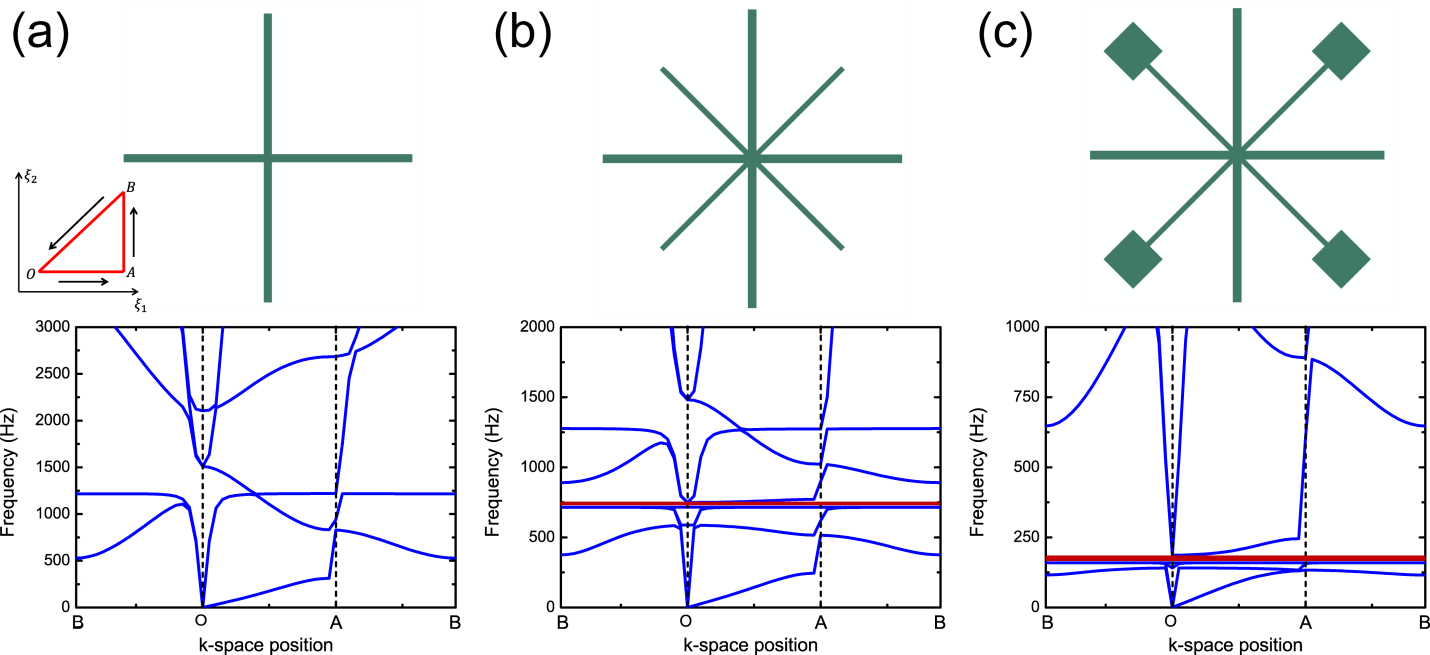 (a)
(b)
(c)
ξ2
B
O
A
ξ1
Frequency (Hz)
3000
2500
2000
1500
1000
500
0
B
O
A
B
k-space position
Frequency (Hz)
2000
1500
1000
500
0
B
O
A
B
k-space position
Frequency (Hz)
1000
750
500
250
0
B
O
A
B
k-space position